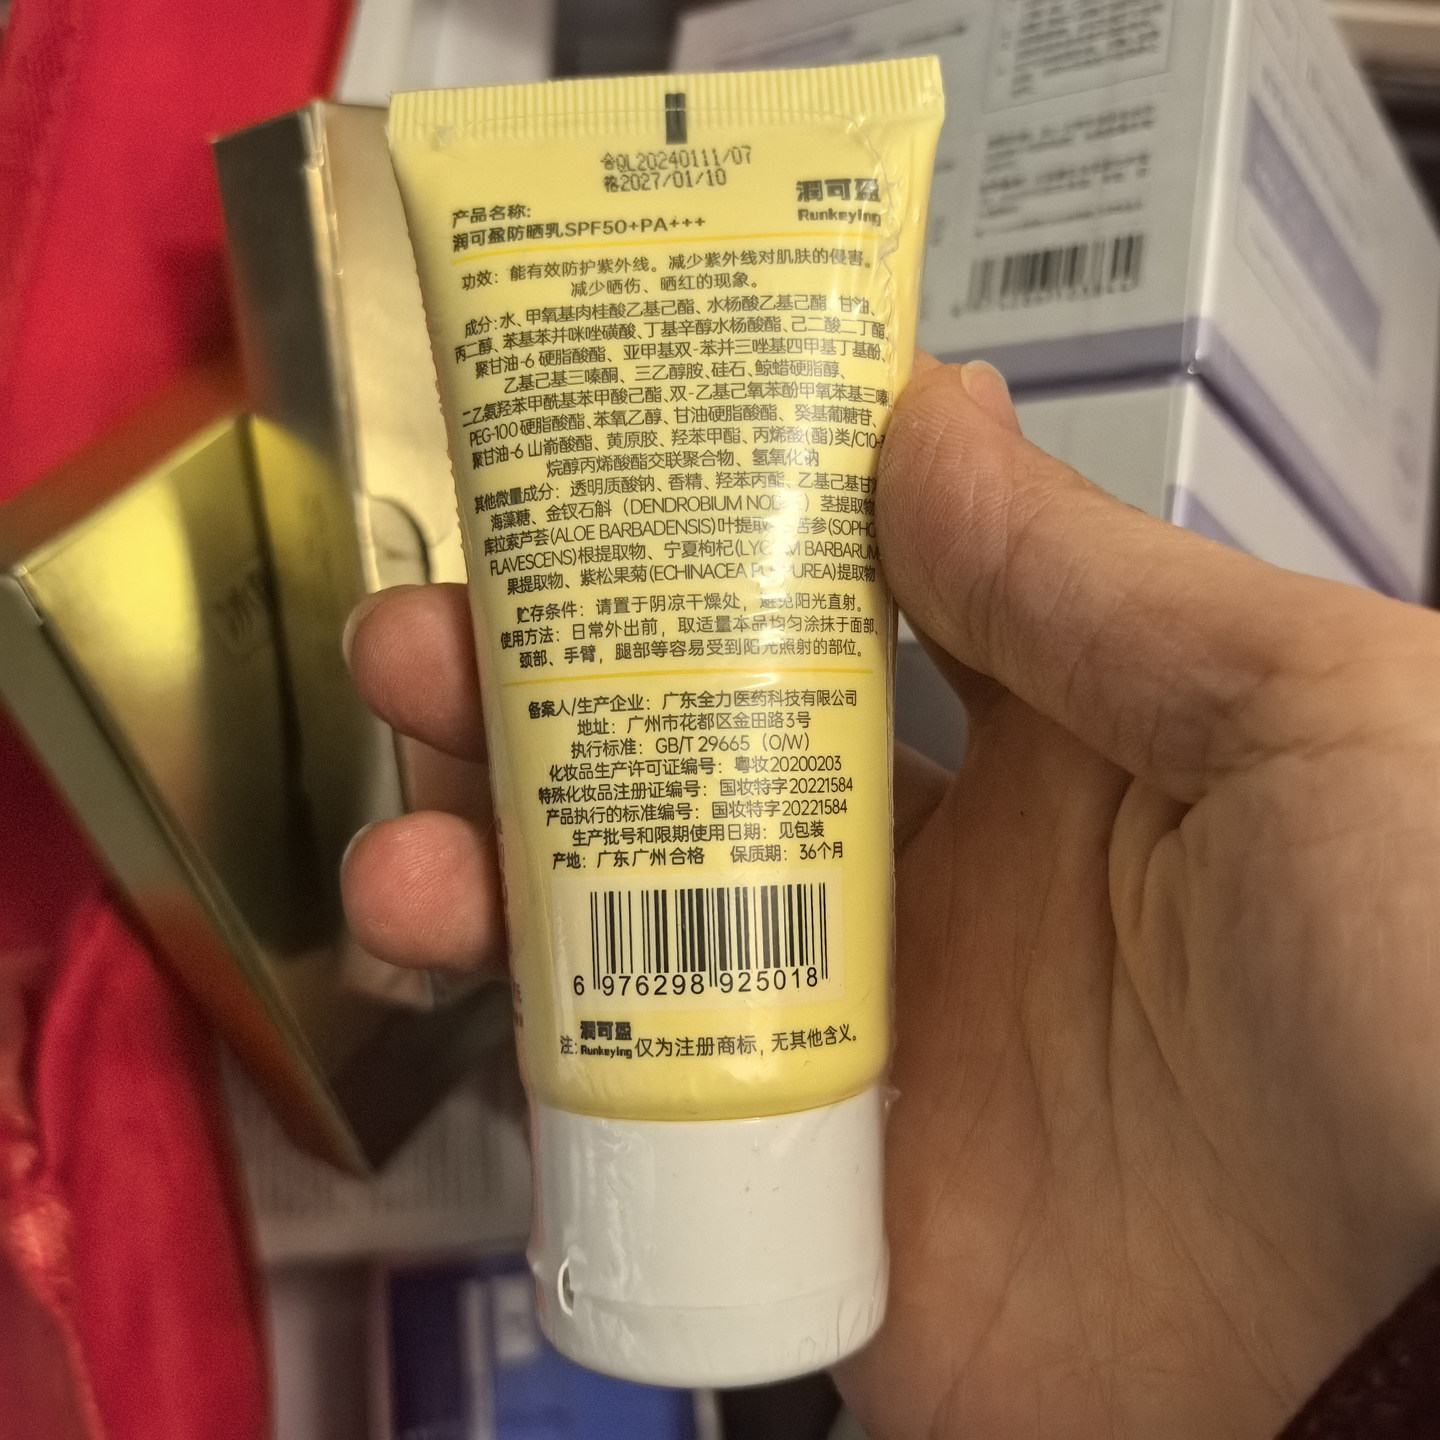 合QL20240111/07
格2027/01/10
润可盈
Runkeying
产品名称:
润可盈防晒乳SPF50+PA+++
功效：能有效防护紫外线。减少紫外线对肌肤的侵害。
减少晒伤、晒红的现象。
成分:水、甲氧基肉桂酸乙基己酯、水杨酸乙基己酯、甘油、
丙二醇、苯基苯并咪唑磺酸、丁基辛醇水杨酸酯、己二酸二丁酯、
聚甘油-6 硬脂酸酯、亚甲基双-苯并三唑基四甲基丁基酚、
乙基己基三嗪酮、三乙醇胺、硅石、鲸蜡硬脂醇、
二乙氨羟苯甲酰基苯甲酸己酯、双-乙基己氧苯酚甲氧苯基三嗪
PEG-100 硬脂酸酯、苯氧乙醇、甘油硬脂酸酯、癸基葡糖苷、
聚甘油-6 山嵛酸酯、黄原胶、羟苯甲酯、丙烯酸(酯)类/C10-
烷醇丙烯酸酯交联聚合物、氢氧化钠
其他微量成分：透明质酸钠、香精、羟苯丙酯、乙基己基甘
海藻糖、金钗石斛（DENDROBIUM 茎提取物
库拉索芦荟(ALOE BARBADENSIS)叶提取 苦参(SOPHO
FLAVESCENS)根提取物、宁夏枸杞( BARBARUM
果提取物、紫松果菊(ECHINACEA )提取物
贮存条件：请置于阴凉干燥处，避免阳光直射。
使用方法：日常外出前，取适量本品均匀涂抹于面部、
颈部、手臂，腿部等容易受到阳光照射的部位。
备案人/生产企业：广东全力医药科技有限公司
地址：广州市花都区金田路3号
执行标准：GB/T 29665（O/W）
化妆品生产许可证编号：粤妆20200203
特殊化妆品注册证编号：国妆特字20221584
产品执行的标准编号：国妆特字20221584
生产批号和限期使用日期：见包装
产地：广东广州 合格 保质期：36个月
6 976298 925018
注:润可盈Runkeying仅为注册商标，无其他含义。